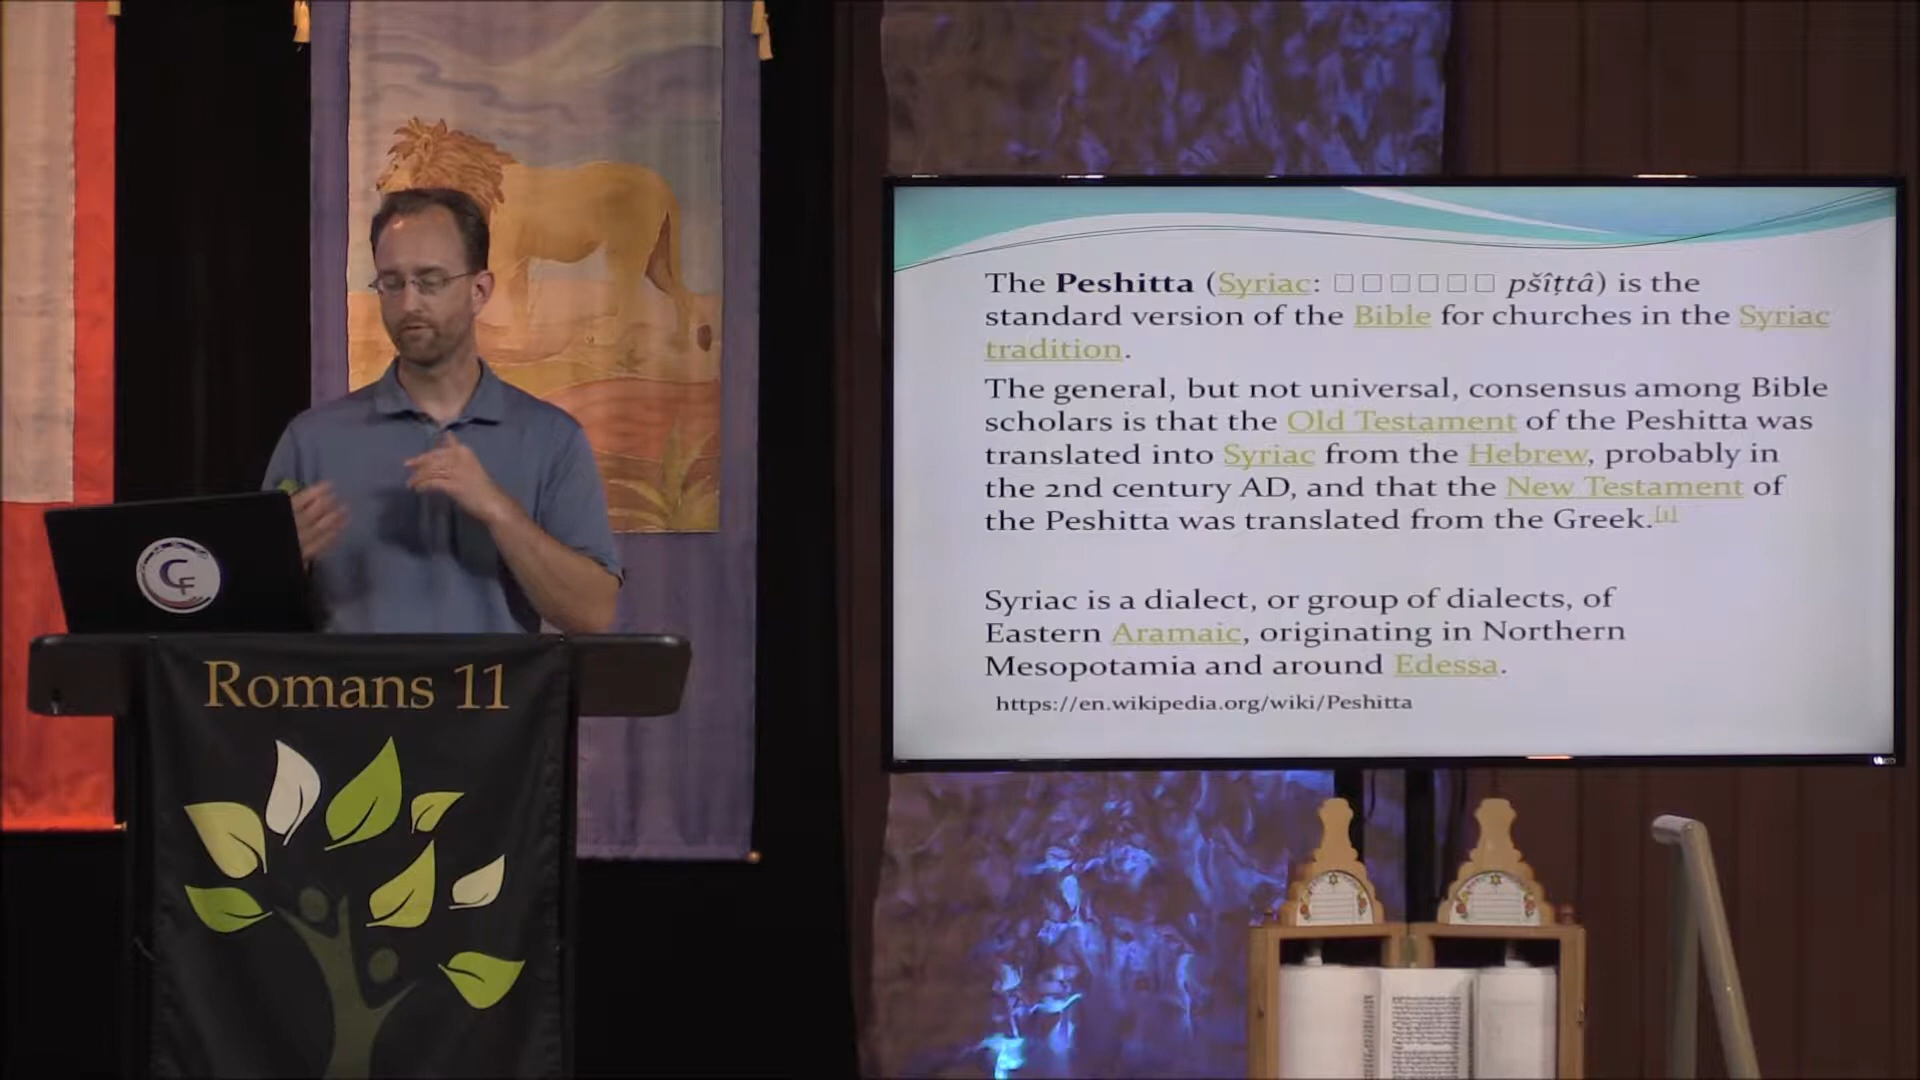 The Peshitta (Syriac: □□□□□□ pšîṭtâ) is the
standard version of the Bible for churches in the Syriac
tradition.
The general, but not universal, consensus among Bible
scholars is that the Old Testament of the Peshitta was
translated into Syriac from the Hebrew, probably in
the 2nd century AD, and that the New Testament of
the Peshitta was translated from the Greek.[1]
Syriac is a dialect, or group of dialects, of
Eastern Aramaic, originating in Northern
Mesopotamia and around Edessa.
https://en.wikipedia.org/wiki/Peshitta
CF
Romans 11